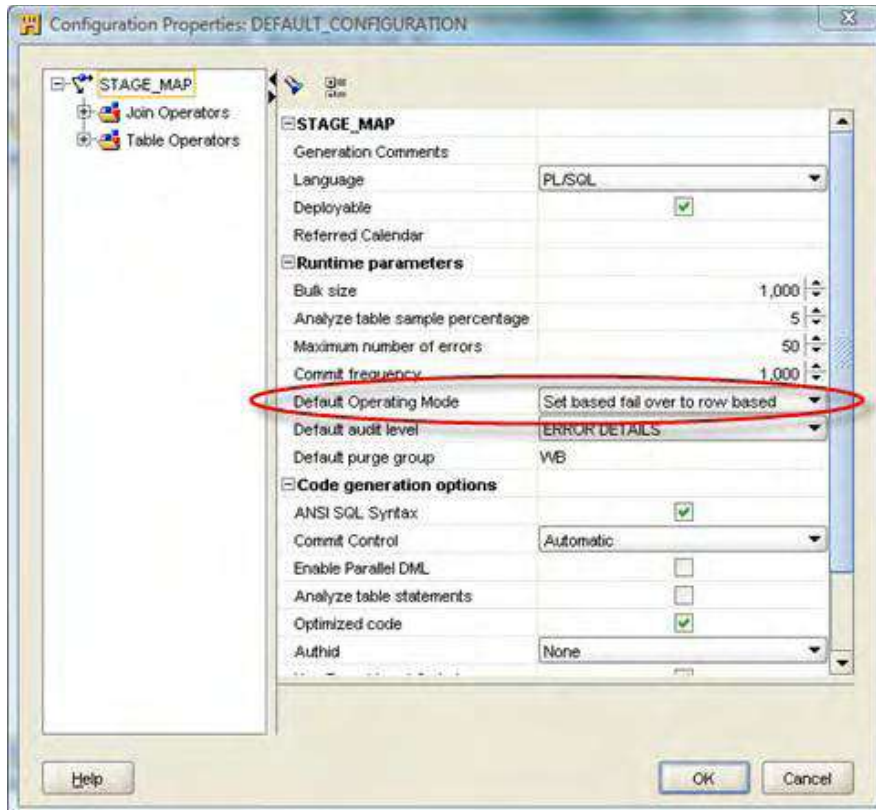 Configuration Properties: DEFAULT_CONFIGURATION
STAGE_MAP
Join Operators
Table Operators
STAGE_MAP
Generation Comments
Language PL/SQL
Deployable
Referred Calendar
Runtime parameters
Bulk size 1,000
Analyze table sample percentage 5
Maximum number of errors 50
Commit frequency 1,000
Default Operating Mode Set based fail over to row based
Default audit level ERROR DETAILS
Default purge group WB
Code generation options
ANSI SQL Syntax
Commit Control Automatic
Enable Parallel DML
Analyze table statements
Optimized code
Authid None
Help OK Cancel